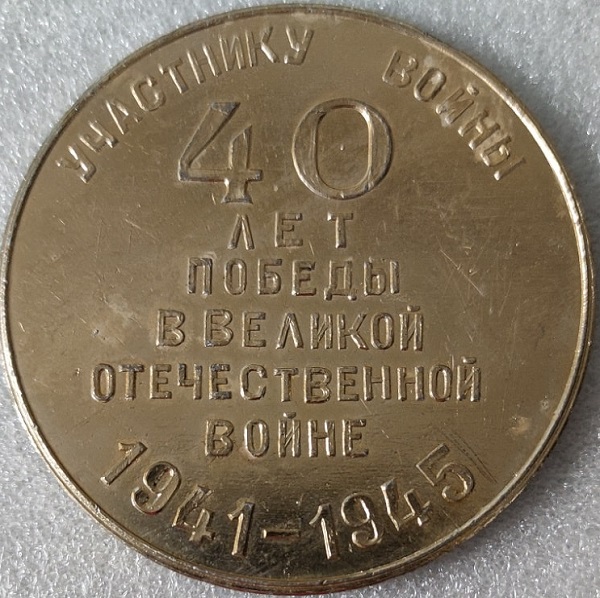 УЧАСТНИКУ ВОЙНЫ
40
ЛЕТ
ПОБЕДЫ
В ВЕЛИКОЙ
ОТЕЧЕСТВЕННОЙ
ВОЙНЕ
1941-1945